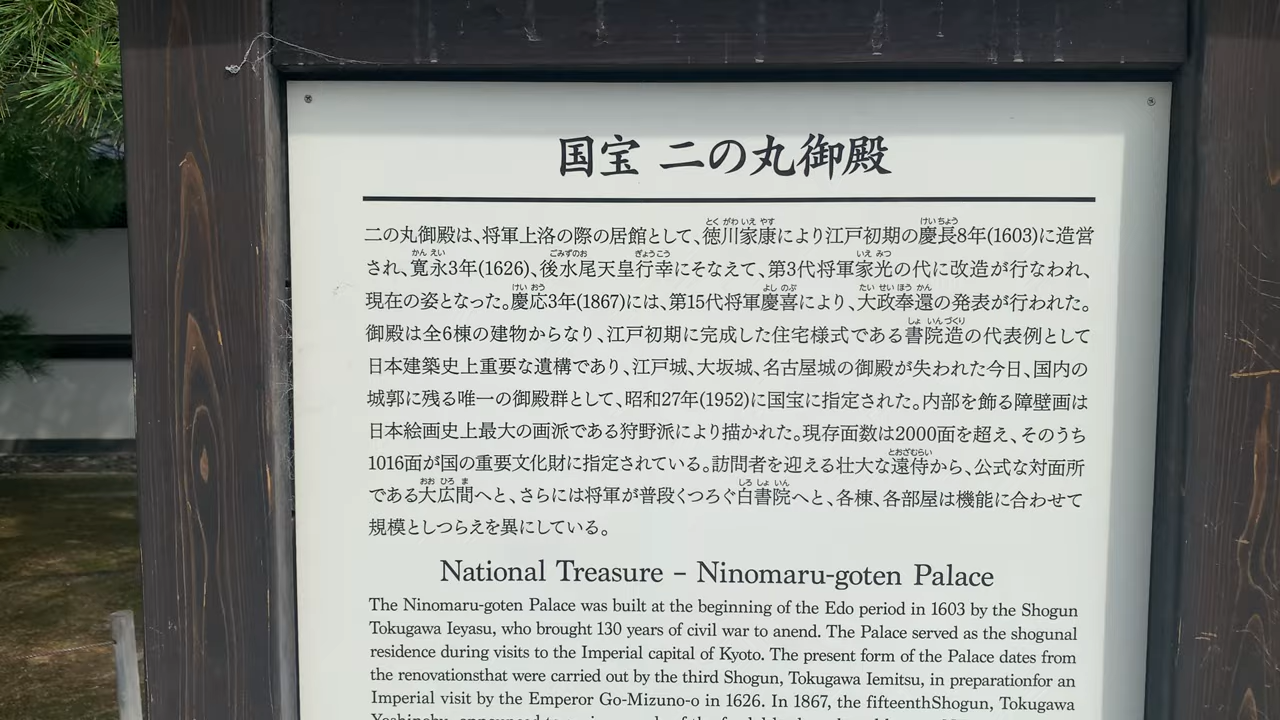 国宝 二の丸御殿
二の丸御殿は、将軍上洛の際の居館として、徳川家康により江戸初期の慶長8年(1603)に造営
され、寛永3年(1626)、後水尾天皇行幸にそなえて、第3代将軍家光の代に改造が行なわれ、
現在の姿となった。慶応3年(1867)には、第15代将軍慶喜により、大政奉還の発表が行われた。
御殿は全6棟の建物からなり、江戸初期に完成した住宅様式である書院造の代表例として
日本建築史上重要な遺構であり、江戸城、大坂城、名古屋城の御殿が失われた今日、国内の
城郭に残る唯一の御殿群として、昭和27年(1952)に国宝に指定された。内部を飾る障壁画は
日本絵画史上最大の画派である狩野派により描かれた。現存面数は2000面を超え、そのうち
1016面が国の重要文化財に指定されている。訪問者を迎える壮大な遠侍から、公式な対面所
である大広間へと、さらには将軍が普段くつろぐ白書院へと、各棟、各部屋は機能に合わせて
規模としつらえを異にしている。
National Treasure – Ninomaru-goten Palace
The Ninomaru-goten Palace was built at the beginning of the Edo period in 1603 by the Shogun
Tokugawa Ieyasu, who brought 130 years of civil war to anend. The Palace served as the shogunal
residence during visits to the Imperial capital of Kyoto. The present form of the Palace dates from
the renovationsthat were carried out by the third Shogun, Tokugawa Iemitsu, in preparationfor an
Imperial visit by the Emperor Go-Mizuno-o in 1626. In 1867, the fifteenthShogun, Tokugawa